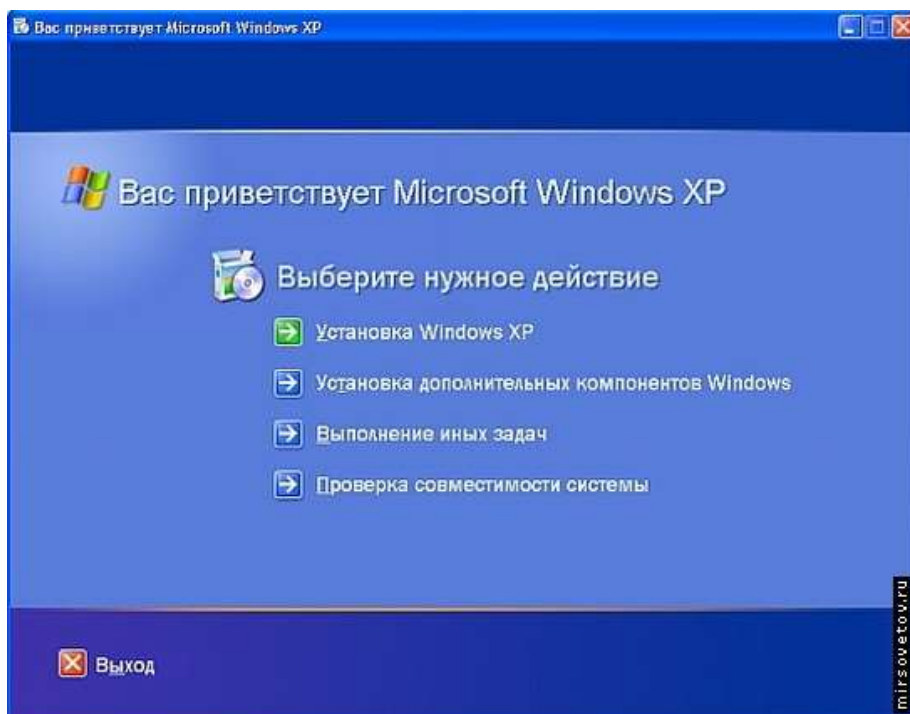 Вас приветствует Microsoft Windows XP
Вас приветствует Microsoft Windows XP
Выберите нужное действие
Установка Windows XP
Установка дополнительных компонентов Windows
Выполнение иных задач
Проверка совместимости системы
Выход
mirsovetov.ru